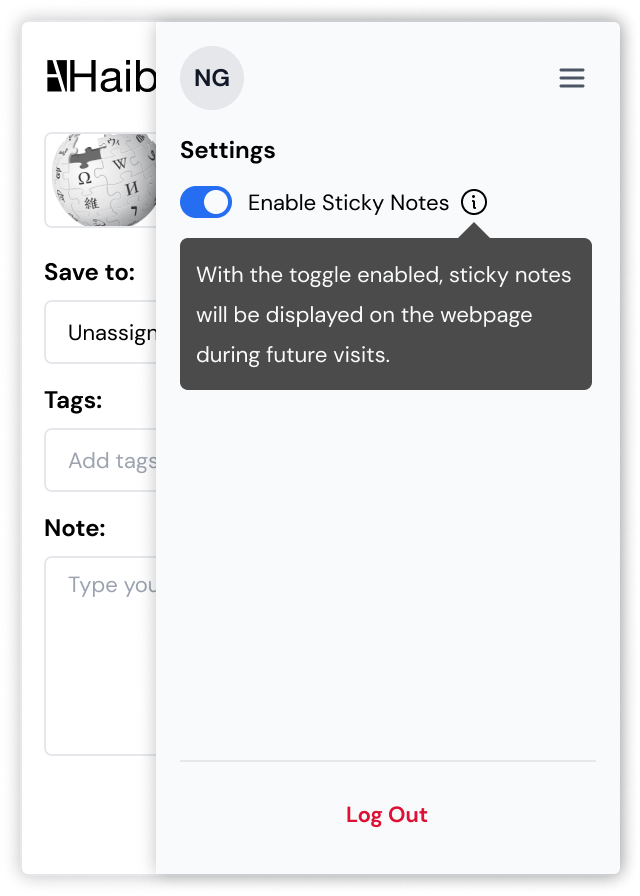 Haib
NG
Settings
Enable Sticky Notes
With the toggle enabled, sticky notes
will be displayed on the webpage
during future visits.
Save to:
Unassign
Tags:
Add tags
Note:
Type you
Log Out